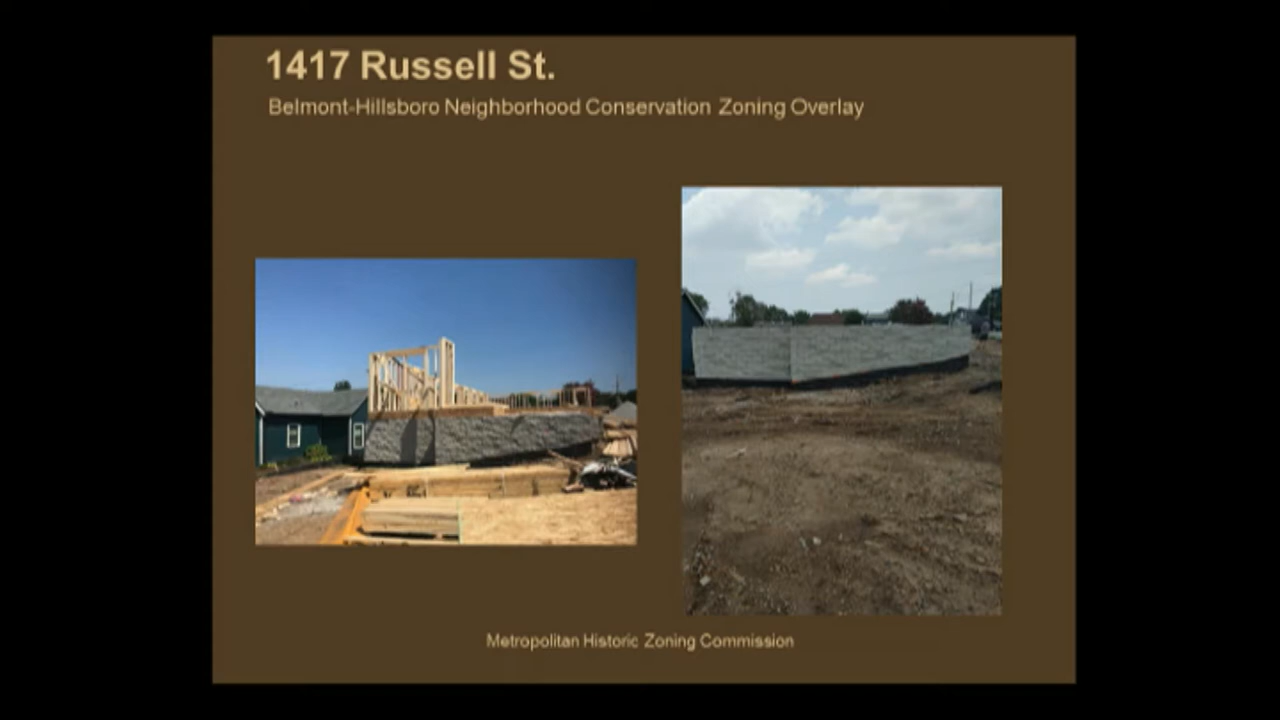 1417 Russell St.
Belmont-Hillsboro Neighborhood Conservation Zoning Overlay
Metropolitan Historic Zoning Commission